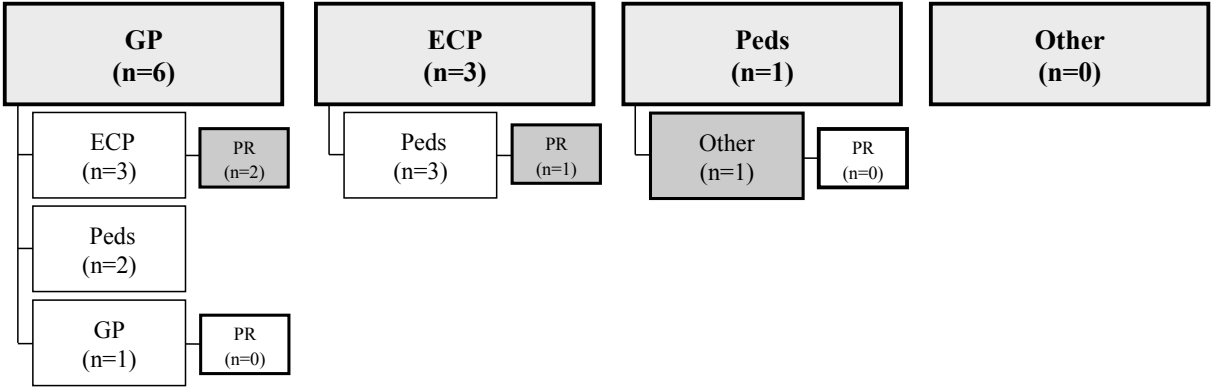 GP
(n=6)
ECP
(n=3)
Peds
(n=1)
Other
(n=0)
ECP
(n=3)
PR
(n=2)
Peds
(n=3)
PR
(n=1)
Other
(n=1)
PR
(n=0)
Peds
(n=2)
GP
(n=1)
PR
(n=0)